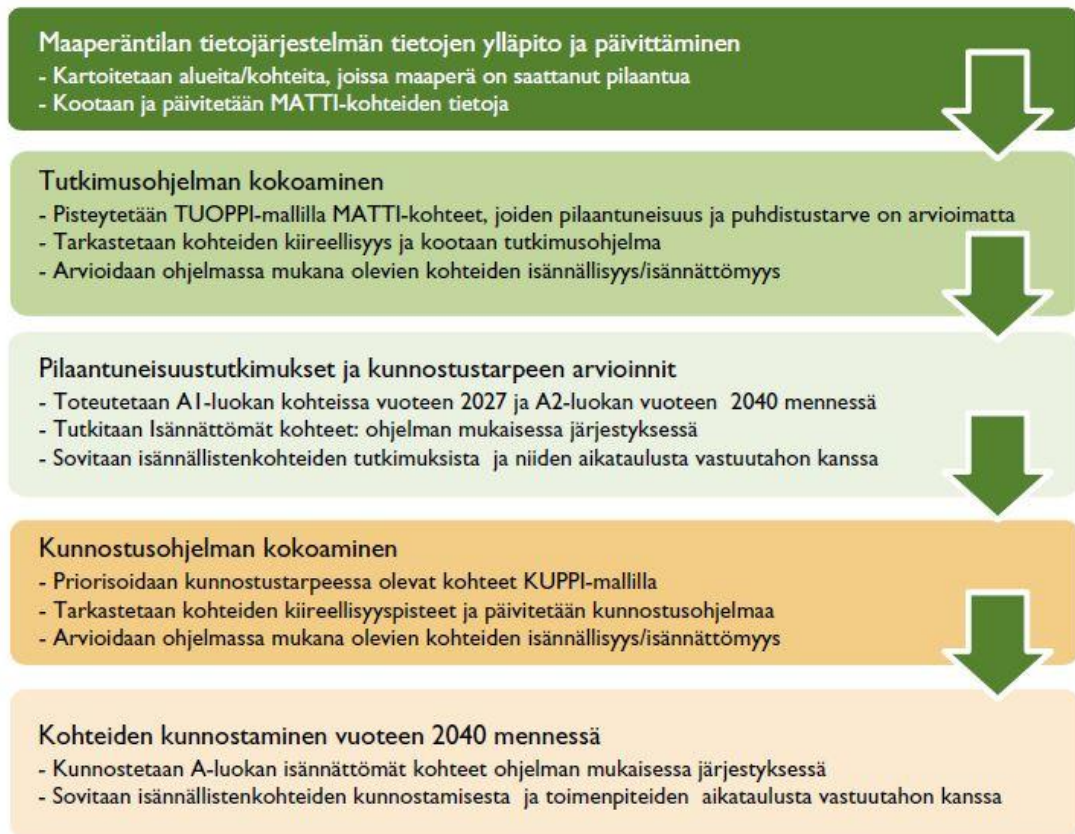 Maaperäntilan tietojärjestelmän tietojen ylläpito ja päivittäminen
- Kartoitetaan alueita/kohteita, joissa maaperä on saattanut pilaantua
- Kootaan ja päivitetään MATTI-kohteiden tietoja
Tutkimusohjelman kokoaminen
- Pisteytetään TUOPPI-mallilla MATTI-kohteet, joiden pilaantuneisuus ja puhdistustarve on arvioimatta
- Tarkastetaan kohteiden kiireellisyys ja kootaan tutkimusohjelma
- Arvioidaan ohjelmassa mukana olevien kohteiden isännällisyys/isännättömyys
Pilaantuneisuustutkimukset ja kunnostustarpeen arvioinnit
- Toteutetaan A1-luokan kohteissa vuoteen 2027 ja A2-luokan vuoteen 2040 mennessä
- Tutkitaan Isännättömät kohteet: ohjelman mukaisessa järjestyksessä
- Sovitaan isännällistenkohteiden tutkimuksista ja niiden aikataulusta vastuutahon kanssa
Kunnostusohjelman kokoaminen
- Priorisoidaan kunnostustarpeessa olevat kohteet KUPPI-mallilla
- Tarkastetaan kohteiden kiireellisyyspisteet ja päivitetään kunnostusohjelmaa
- Arvioidaan ohjelmassa mukana olevien kohteiden isännällisyys/isännättömyys
Kohteiden kunnostaminen vuoteen 2040 mennessä
- Kunnostetaan A-luokan isännättömät kohteet ohjelman mukaisessa järjestyksessä
- Sovitaan isännällistenkohteiden kunnostamisesta ja toimenpiteiden aikataulusta vastuutahon kanssa